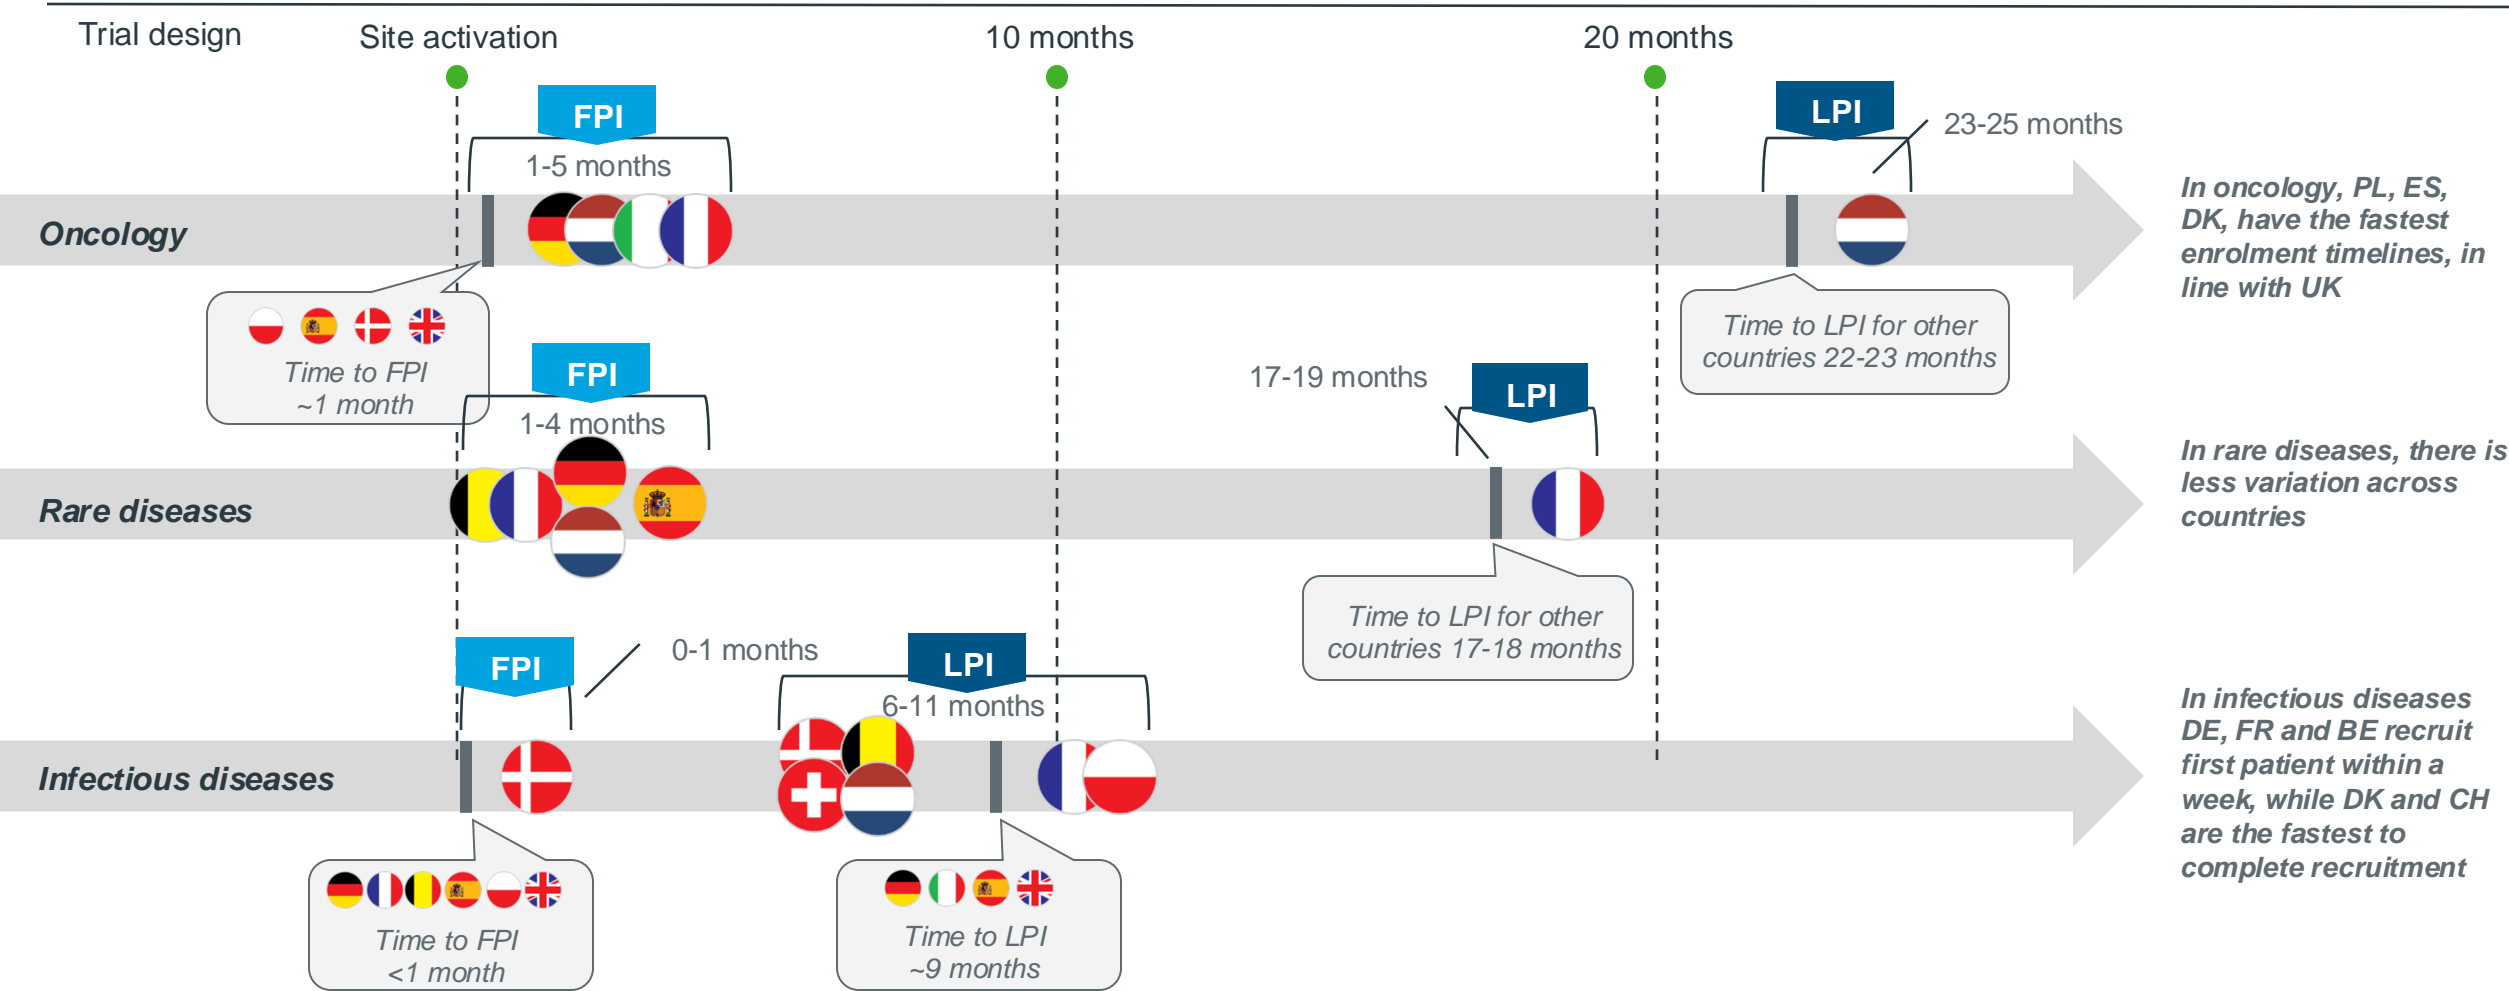 Trial design
Site activation
10 months
20 months
FPI
1-5 months
LPI
23-25 months
Oncology
In oncology, PL, ES,
DK, have the fastest
enrolment timelines, in
line with UK
Time to FPI
~1 month
Time to LPI for other
countries 22-23 months
FPI
1-4 months
17-19 months
LPI
Rare diseases
In rare diseases, there is
less variation across
countries
Time to LPI for other
countries 17-18 months
FPI
0-1 months
LPI
6-11 months
Infectious diseases
In infectious diseases
DE, FR and BE recruit
first patient within a
week, while DK and CH
are the fastest to
complete recruitment
Time to FPI
<1 month
Time to LPI
~9 months